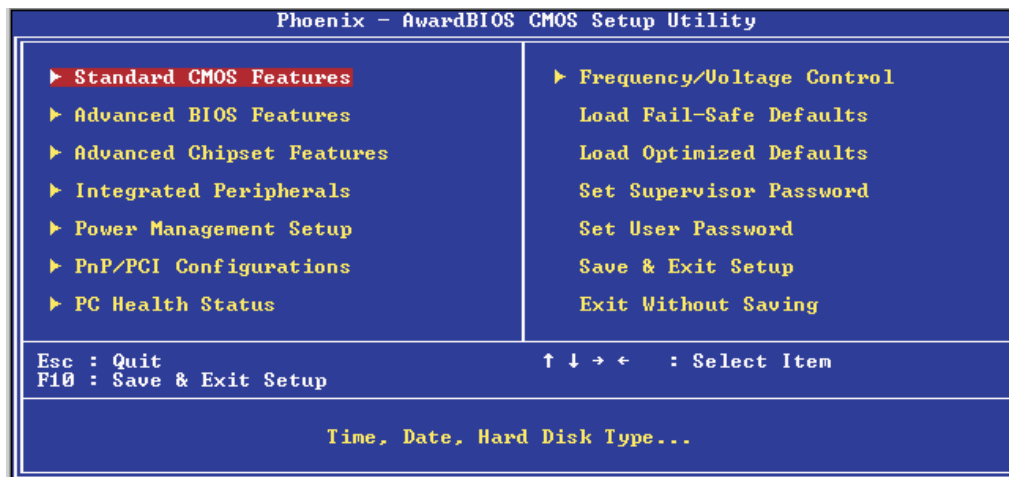 Phoenix - AwardBIOS CMOS Setup Utility
Standard CMOS Features
Advanced BIOS Features
Advanced Chipset Features
Integrated Peripherals
Power Management Setup
PnP/PCI Configurations
PC Health Status
Frequency/Voltage Control
Load Fail-Safe Defaults
Load Optimized Defaults
Set Supervisor Password
Set User Password
Save & Exit Setup
Exit Without Saving
Esc : Quit
F10 : Save & Exit Setup
↑ ↓ → ← : Select Item
Time, Date, Hard Disk Type...